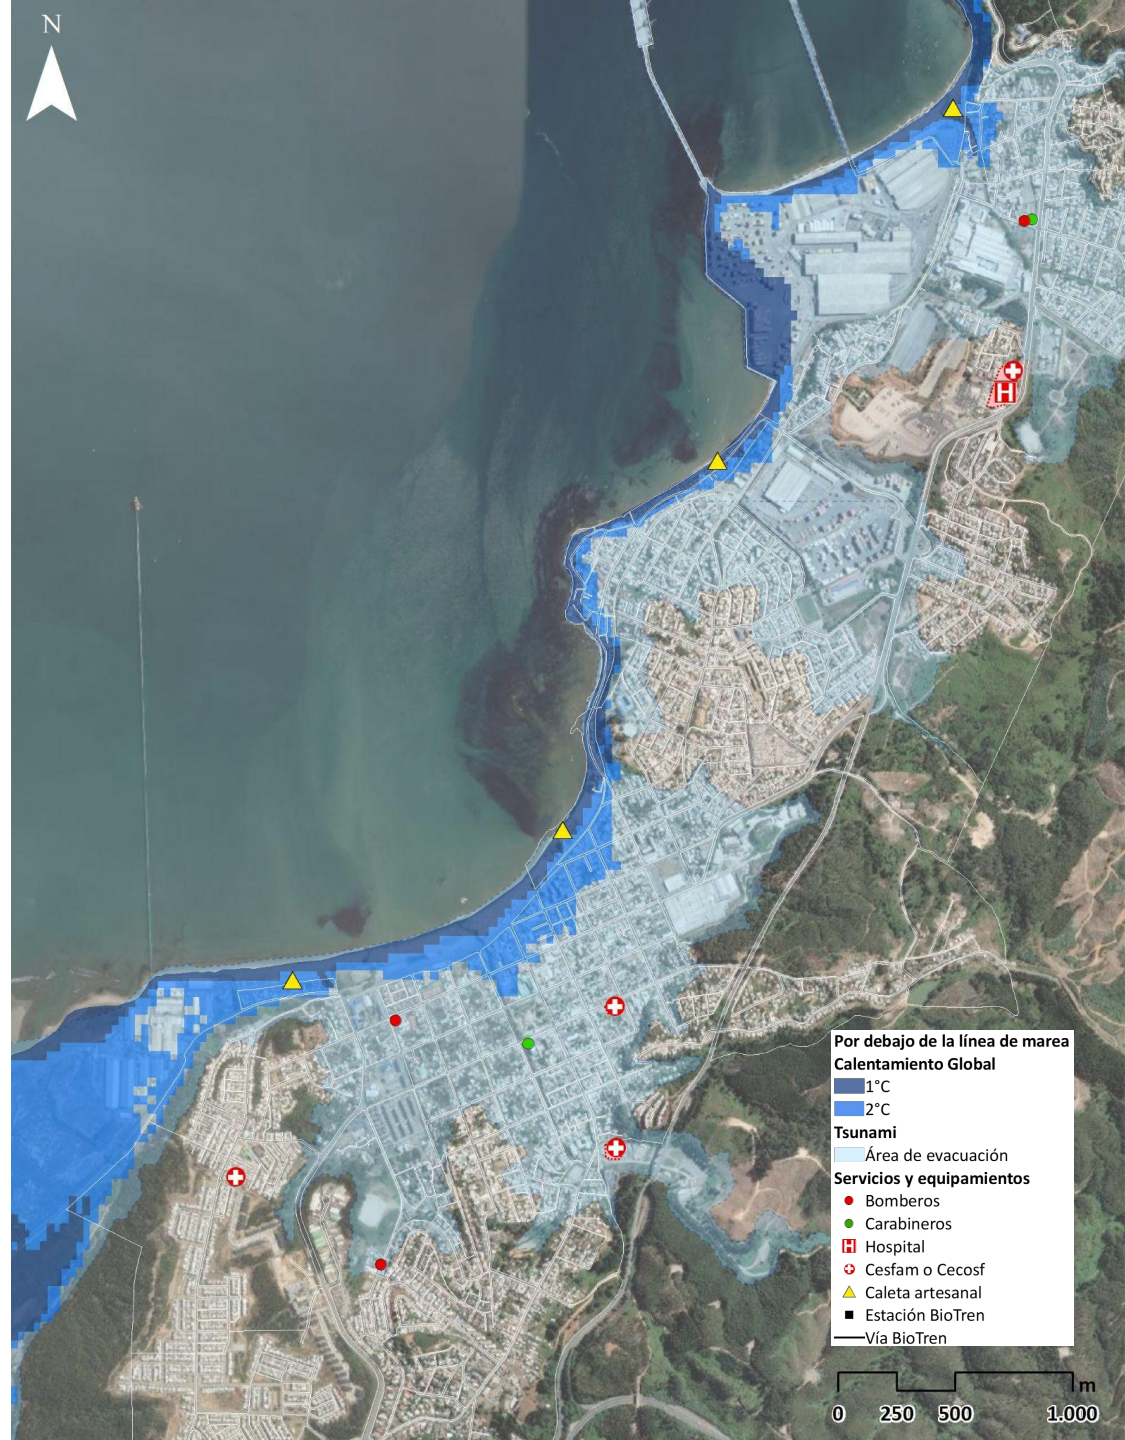 N
Por debajo de la línea de marea
Calentamiento Global
1°C
2°C
Tsunami
Área de evacuación
Servicios y equipamientos
Bomberos
Carabineros
H Hospital
Cesfam o Cecosf
Caleta artesanal
Estación BioTren
Vía BioTren
H
m
0 250 500 1.000